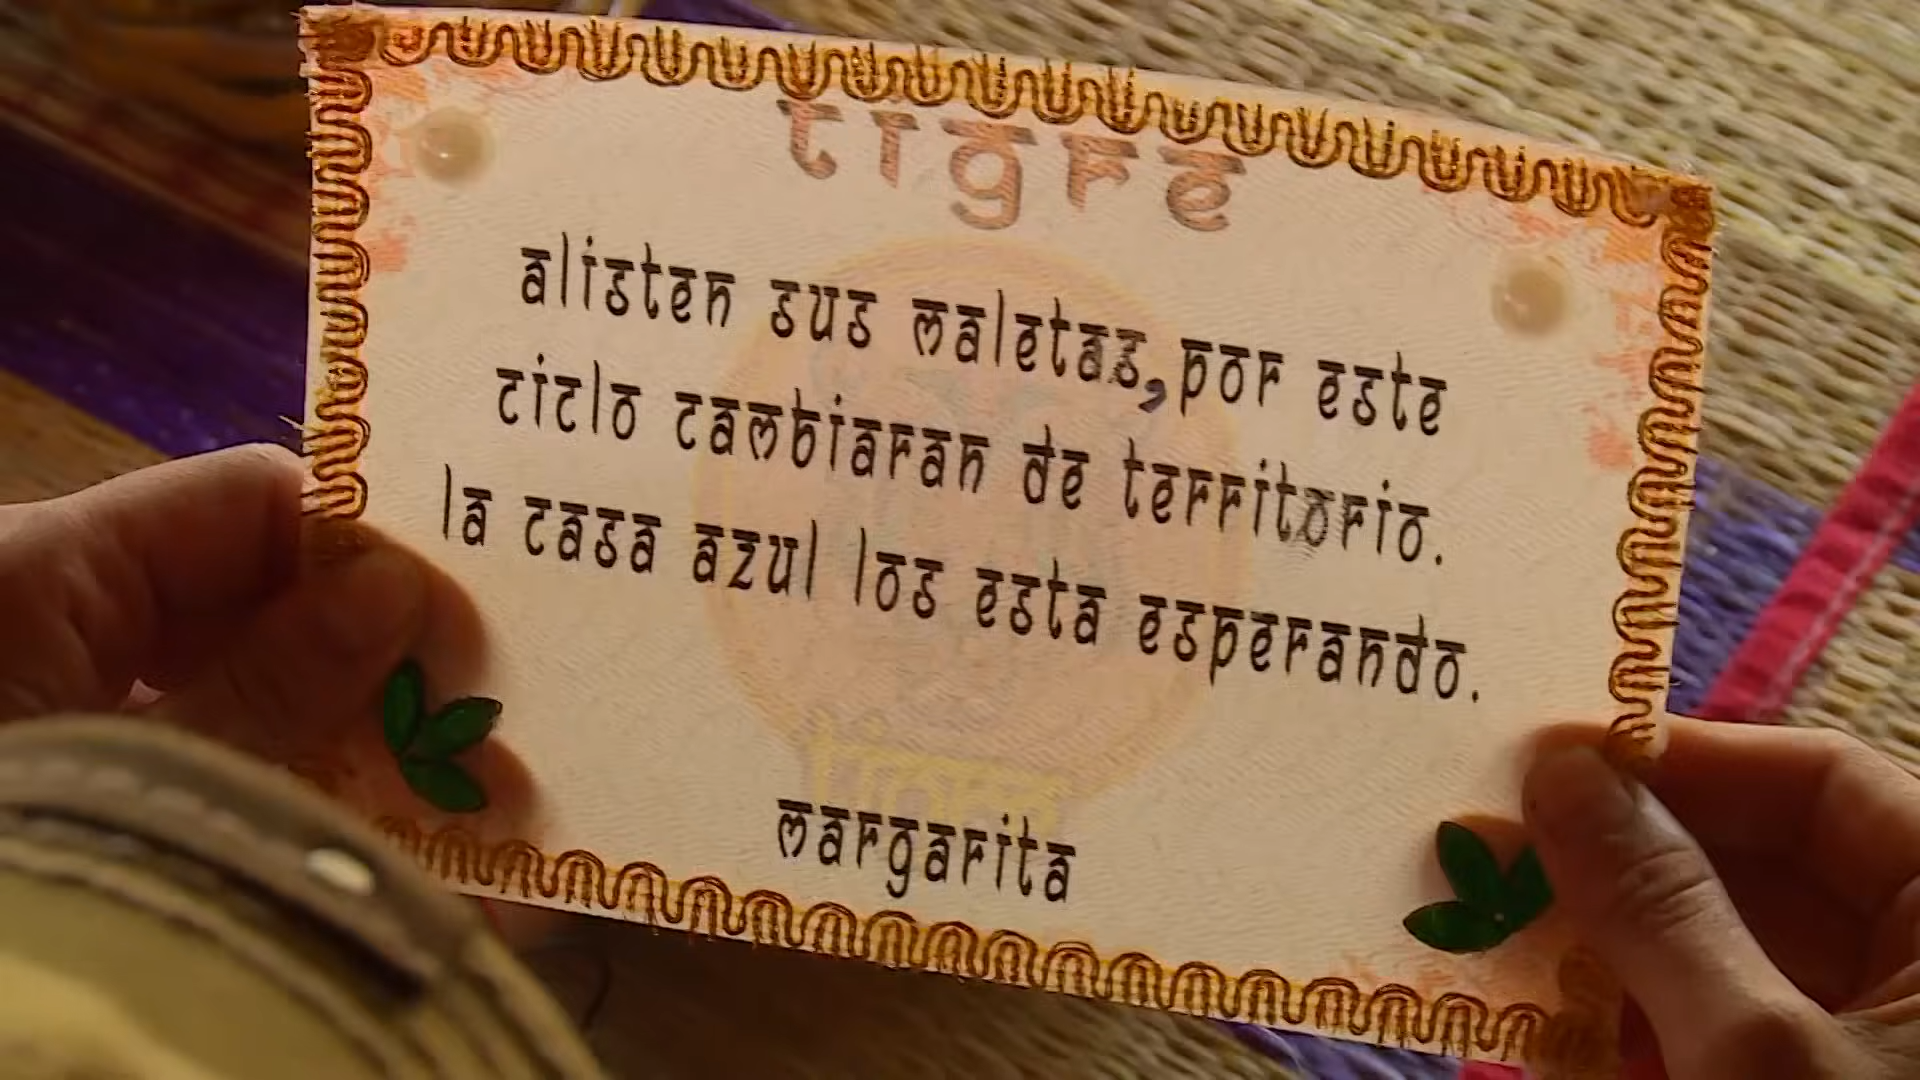 tigre
alisten sus maletas, por este
ciclo cambiaran de territorio.
la casa azul los esta esperando.
margarita